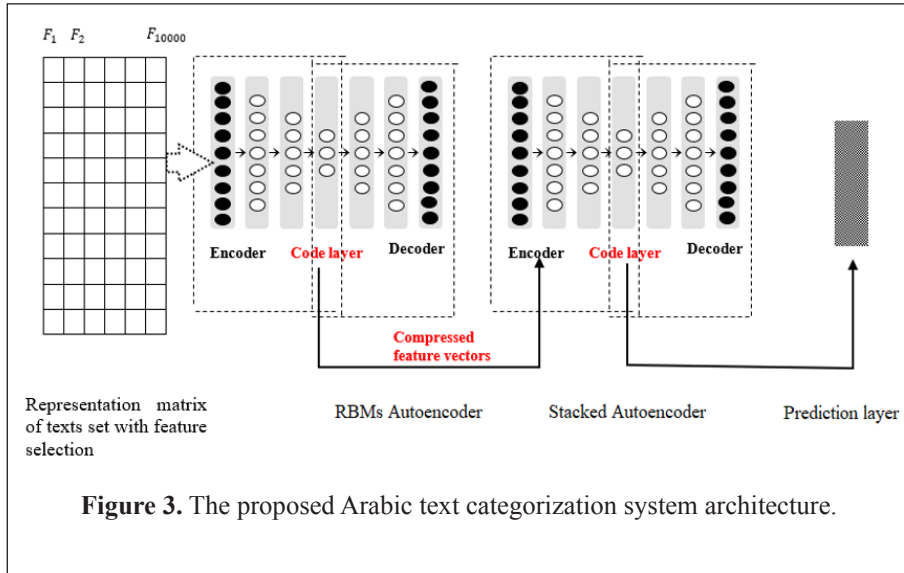 F₁ F₂ F₁₀₀₀₀
Encoder Code layer Decoder
Encoder Code layer Decoder
Compressed
feature vectors
Representation matrix
of texts set with feature
selection
RBMs Autoencoder
Stacked Autoencoder
Prediction layer
Figure 3. The proposed Arabic text categorization system architecture.